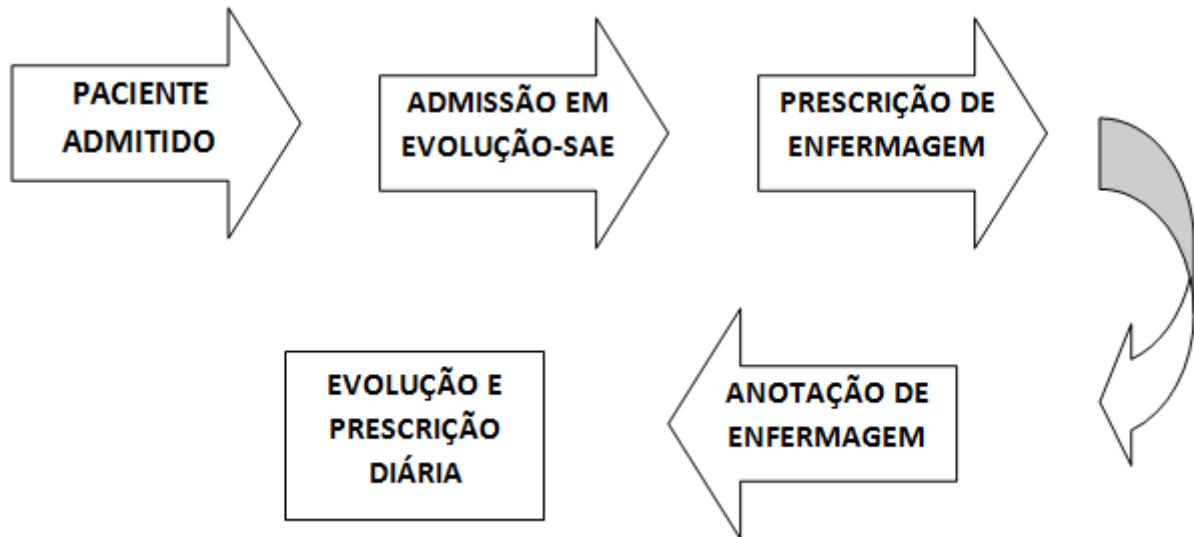 PACIENTE
ADMITIDO
ADMISSÃO EM
EVOLUÇÃO-SAE
PRESCRIÇÃO DE
ENFERMAGEM
ANOTAÇÃO DE
ENFERMAGEM
EVOLUÇÃO E
PRESCRIÇÃO
DIÁRIA